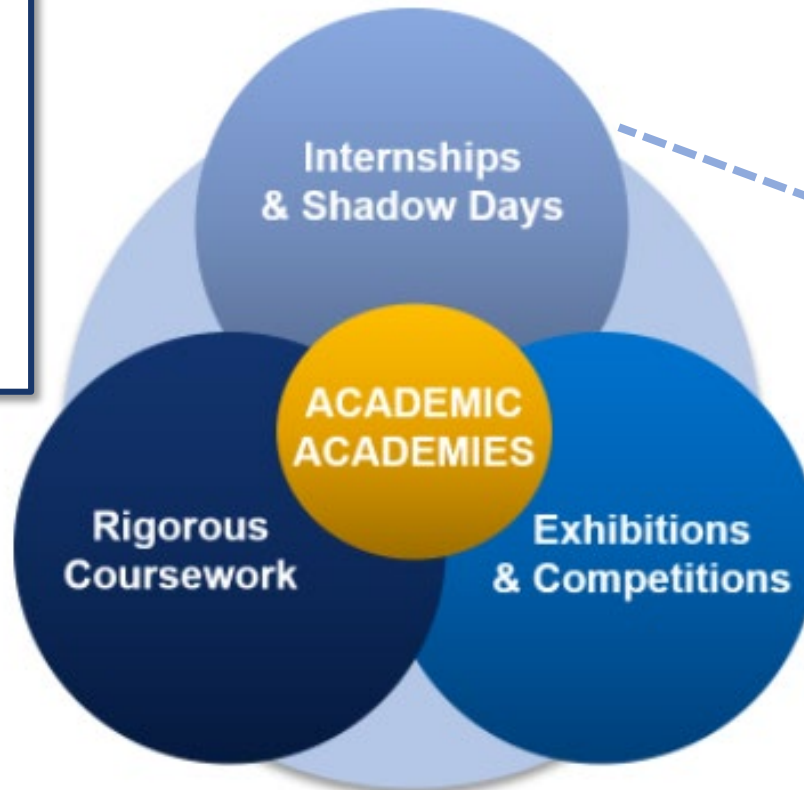 Internships
& Shadow Days
ACADEMIC
ACADEMIES
Rigorous
Coursework
Exhibitions
& Competitions